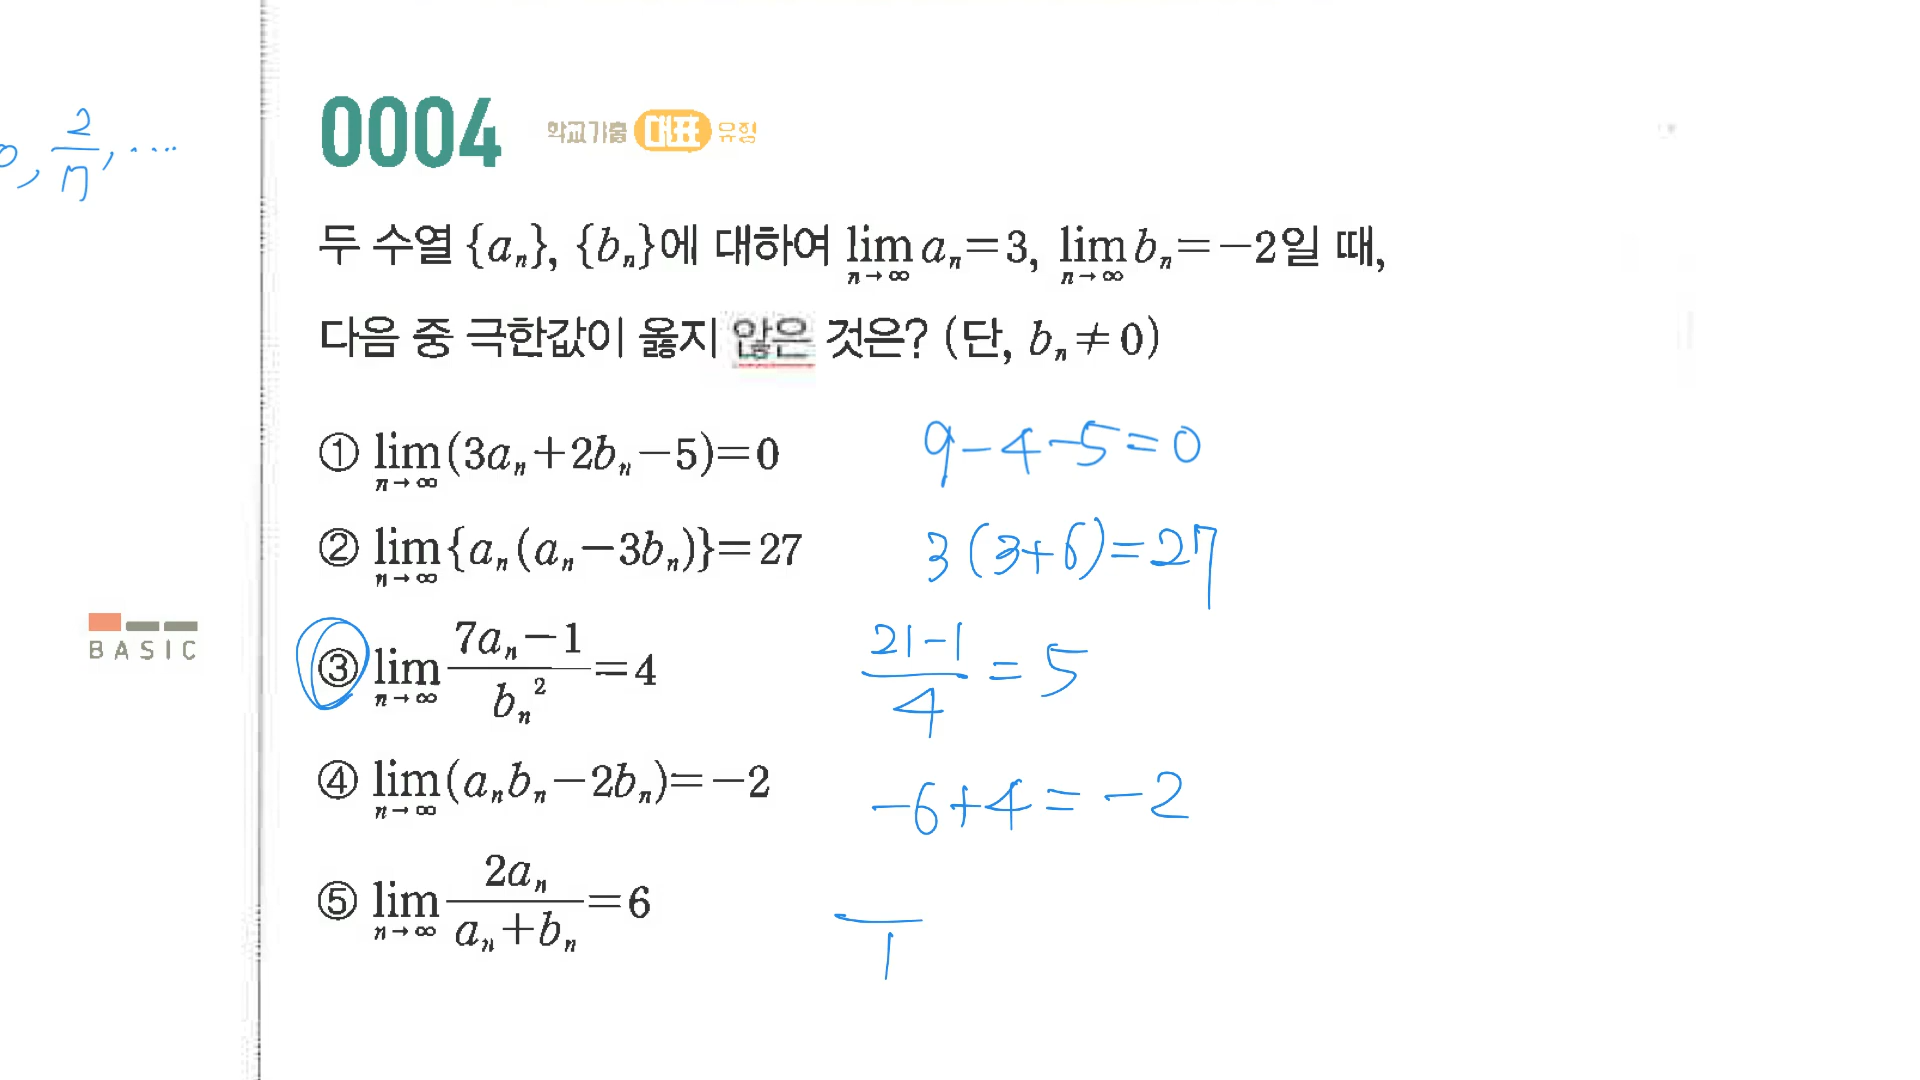 0, 2/n, ....
0004 학교기출 대표 유형
두 수열 {aₙ}, {bₙ}에 대하여 lim_{n→∞} aₙ=3, lim_{n→∞} bₙ=-2일 때,
다음 중 극한값이 옳지 않은 것은? (단, bₙ≠0)
① lim_{n→∞} (3aₙ+2bₙ-5)=0
9-4-5=0
② lim_{n→∞} {aₙ(aₙ-3bₙ)}=27
3(3+6)=27
③ lim_{n→∞} (7aₙ-1)/bₙ²=4
(21-1)/4=5
④ lim_{n→∞} (aₙbₙ-2bₙ)=-2
-6+4=-2
⑤ lim_{n→∞} 2aₙ/(aₙ+bₙ)=6
1
BASIC